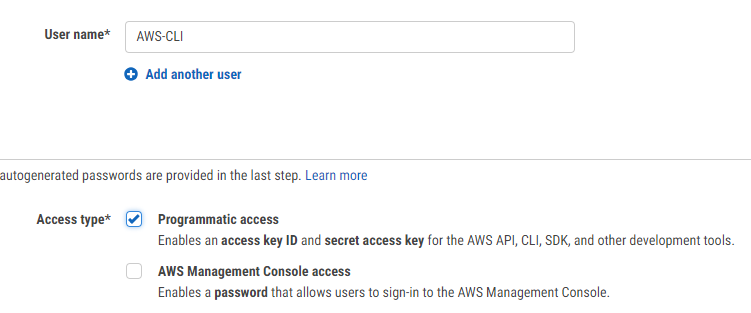 User name* AWS-CLI
Add another user
autogenerated passwords are provided in the last step. Learn more
Access type* Programmatic access
Enables an access key ID and secret access key for the AWS API, CLI, SDK, and other development tools.
AWS Management Console access
Enables a password that allows users to sign-in to the AWS Management Console.